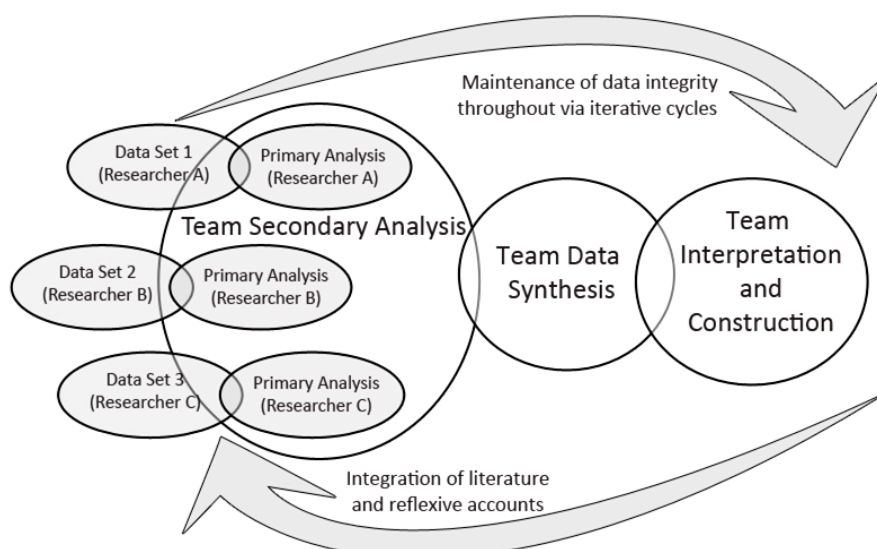 Maintenance of data integrity
throughout via iterative cycles
Data Set 1
(Researcher A)
Primary Analysis
(Researcher A)
Team Secondary Analysis
Data Set 2
(Researcher B)
Primary Analysis
(Researcher B)
Data Set 3
(Researcher C)
Primary Analysis
(Researcher C)
Team Data
Synthesis
Team
Interpretation
and
Construction
Integration of literature
and reflexive accounts